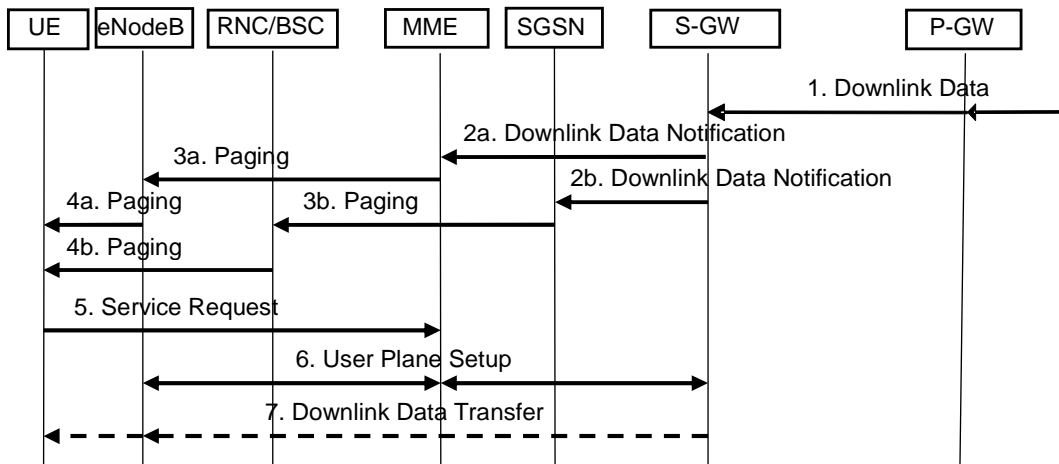 UE eNodeB RNC/BSC MME SGSN S-GW P-GW
1. Downlink Data
2a. Downlink Data Notification
3a. Paging
2b. Downlink Data Notification
4a. Paging
3b. Paging
4b. Paging
5. Service Request
6. User Plane Setup
7. Downlink Data Transfer